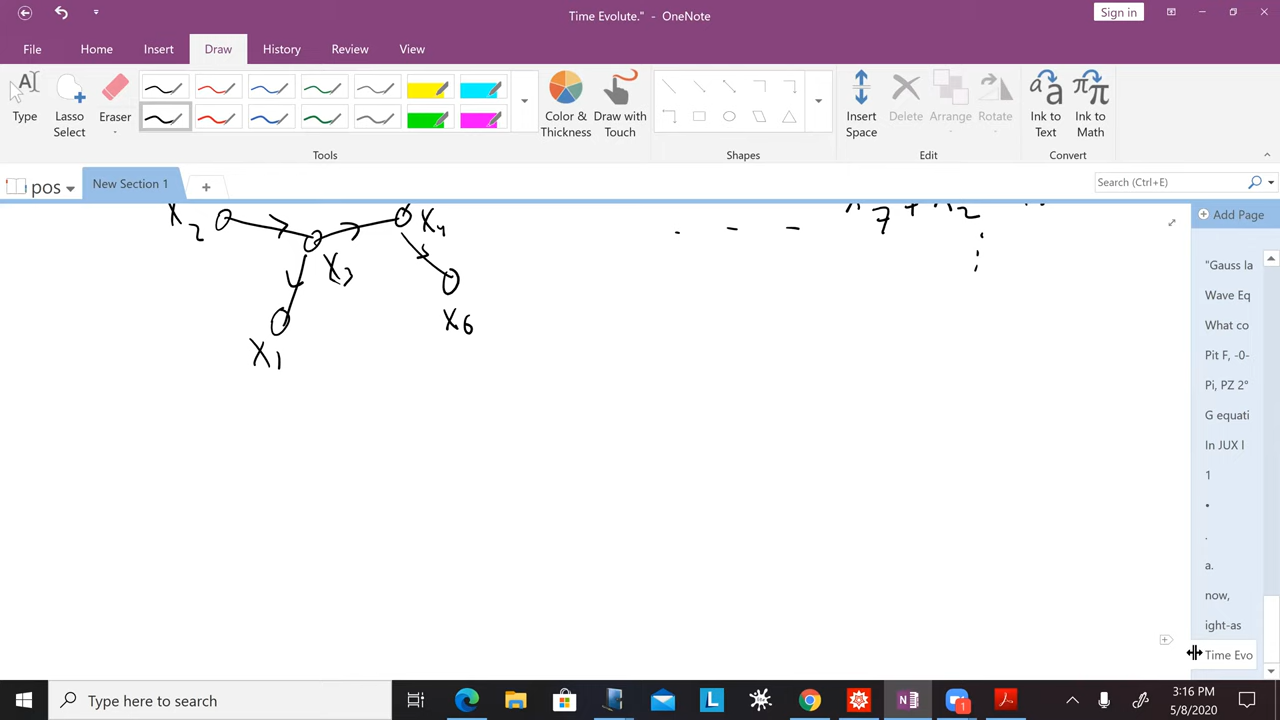 Time Evolute." - OneNote
Sign in
File
Home
Insert
Draw
History
Review
View
Type
Lasso Select
Eraser
Color & Thickness
Draw with Touch
Insert Space
Delete
Arrange
Rotate
Ink to Text
Ink to Math
Tools
Shapes
Edit
Convert
pos
New Section 1
+
Search (Ctrl+E)
Add Page
x2
x4
x7 + x2
x3
x6
x1
"Gauss la
Wave Eq
What co
Pit F, -0-
Pi, PZ 2°
G equati
In JUX l
1
•
.
a.
now,
ight-as
Time Evo
Type here to search
1
3:16 PM
5/8/2020